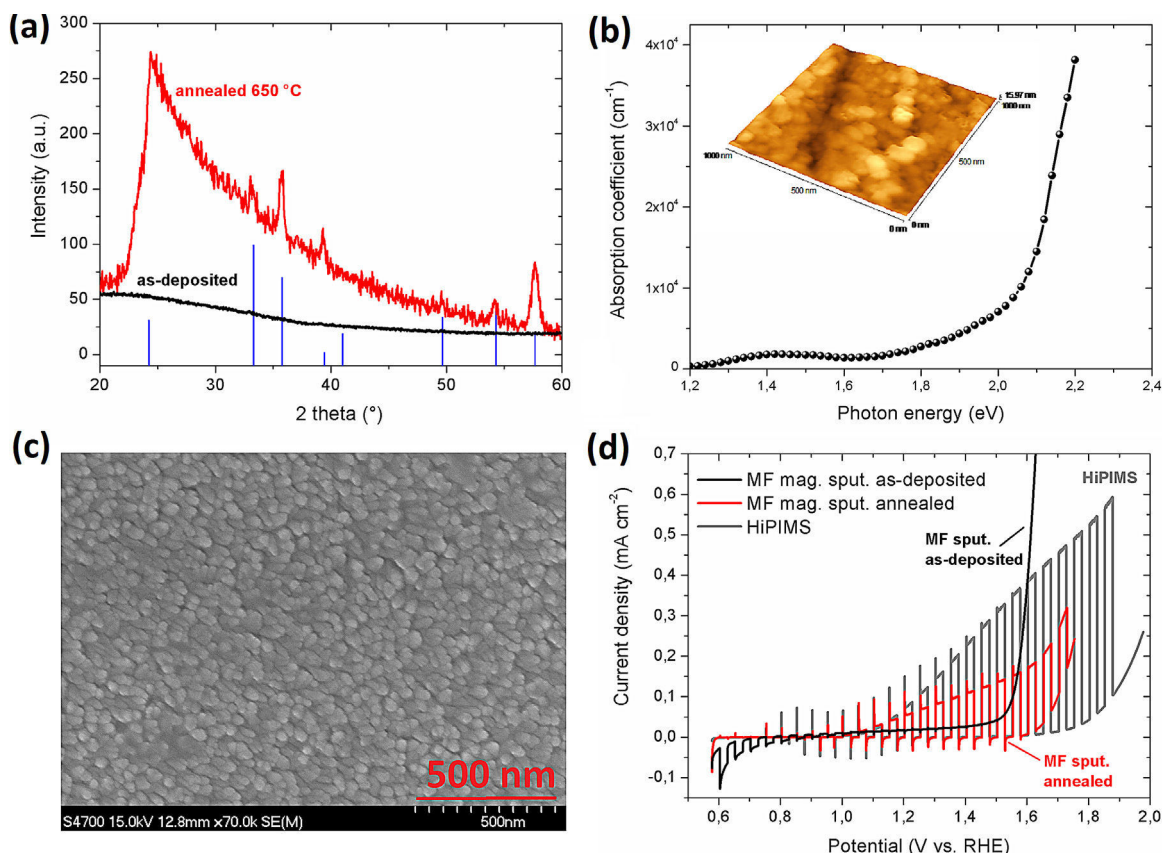 (a)
300
250
200
150
100
50
0
Intensity (a.u.)
annealed 650 °C
as-deposited
20 30 40 50 60
2 theta (°)
(b)
4x10⁴
3x10⁴
2x10⁴
1x10⁴
0
Absorption coefficient (cm⁻¹)
15.97 nm
1000 nm
500 nm
0 nm
0 nm
500 nm
1000 nm
1,2 1,4 1,6 1,8 2,0 2,2 2,4
Photon energy (eV)
(c)
500 nm
S4700 15.0kV 12.8mm x70.0k SE(M) 500nm
(d)
0,7
0,6
0,5
0,4
0,3
0,2
0,1
0,0
-0,1
Current density (mA cm⁻²)
MF mag. sput. as-deposited
MF mag. sput. annealed
HiPIMS
HiPIMS
MF sput.
as-deposited
MF sput.
annealed
0,6 0,8 1,0 1,2 1,4 1,6 1,8 2,0
Potential (V vs. RHE)